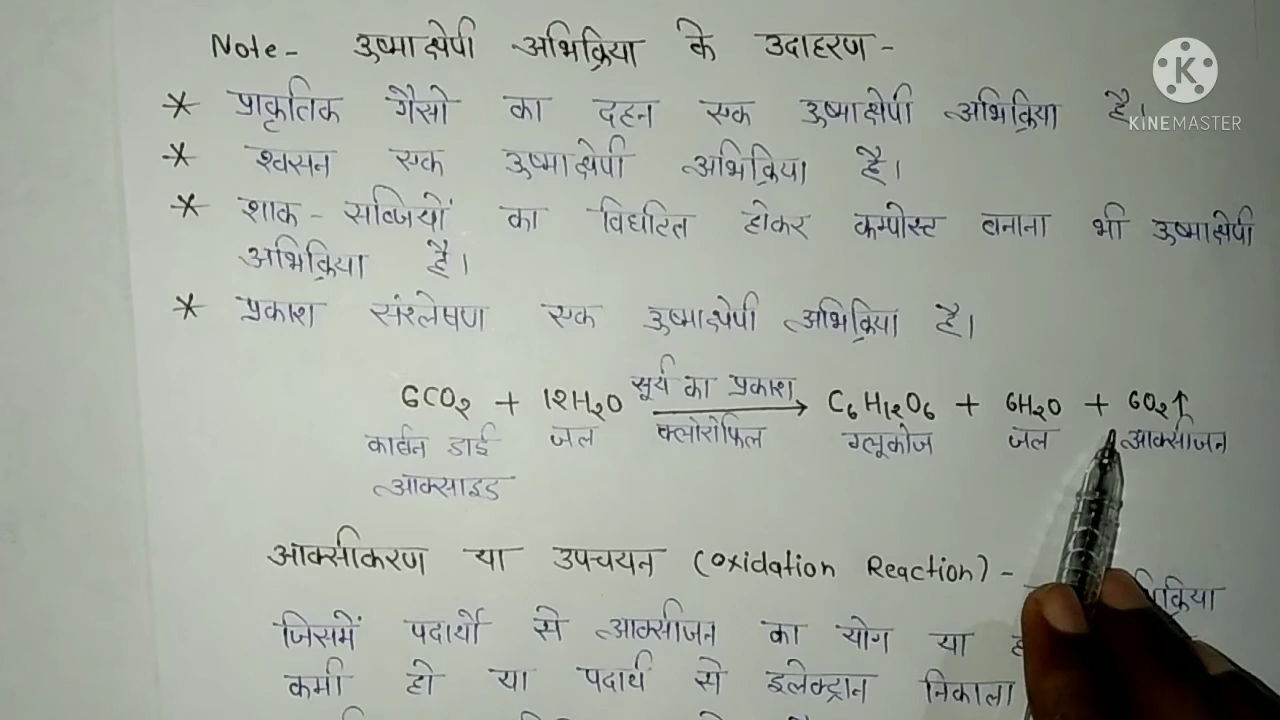 Note- ऊष्माक्षेपी अभिक्रिया के उदाहरण -
K
KINEMASTER
* प्राकृतिक गैसो का दहन एक ऊष्माक्षेपी अभिक्रिया है।
* श्वसन एक ऊष्माक्षेपी अभिक्रिया है।
* शाक - सब्जियों का विघटित होकर कम्पोस्ट बनाना भी ऊष्माक्षेपी
अभिक्रिया है।
* प्रकाश संश्लेषण एक ऊष्माक्षेपी अभिक्रिया है।
सूर्य का प्रकाश
6CO₂ + 12H₂O → C₆H₁₂O₆ + 6H₂O + 6O₂↑
कार्बन डाई जल क्लोरोफिल ग्लूकोज जल आक्सीजन
आक्साइड
आक्सीकरण या उपचयन (Oxidation Reaction) -
जिसमें पदार्थो से आक्सीजन का योग या
कमी हो या पदार्थ से इलेक्ट्रान निकाला